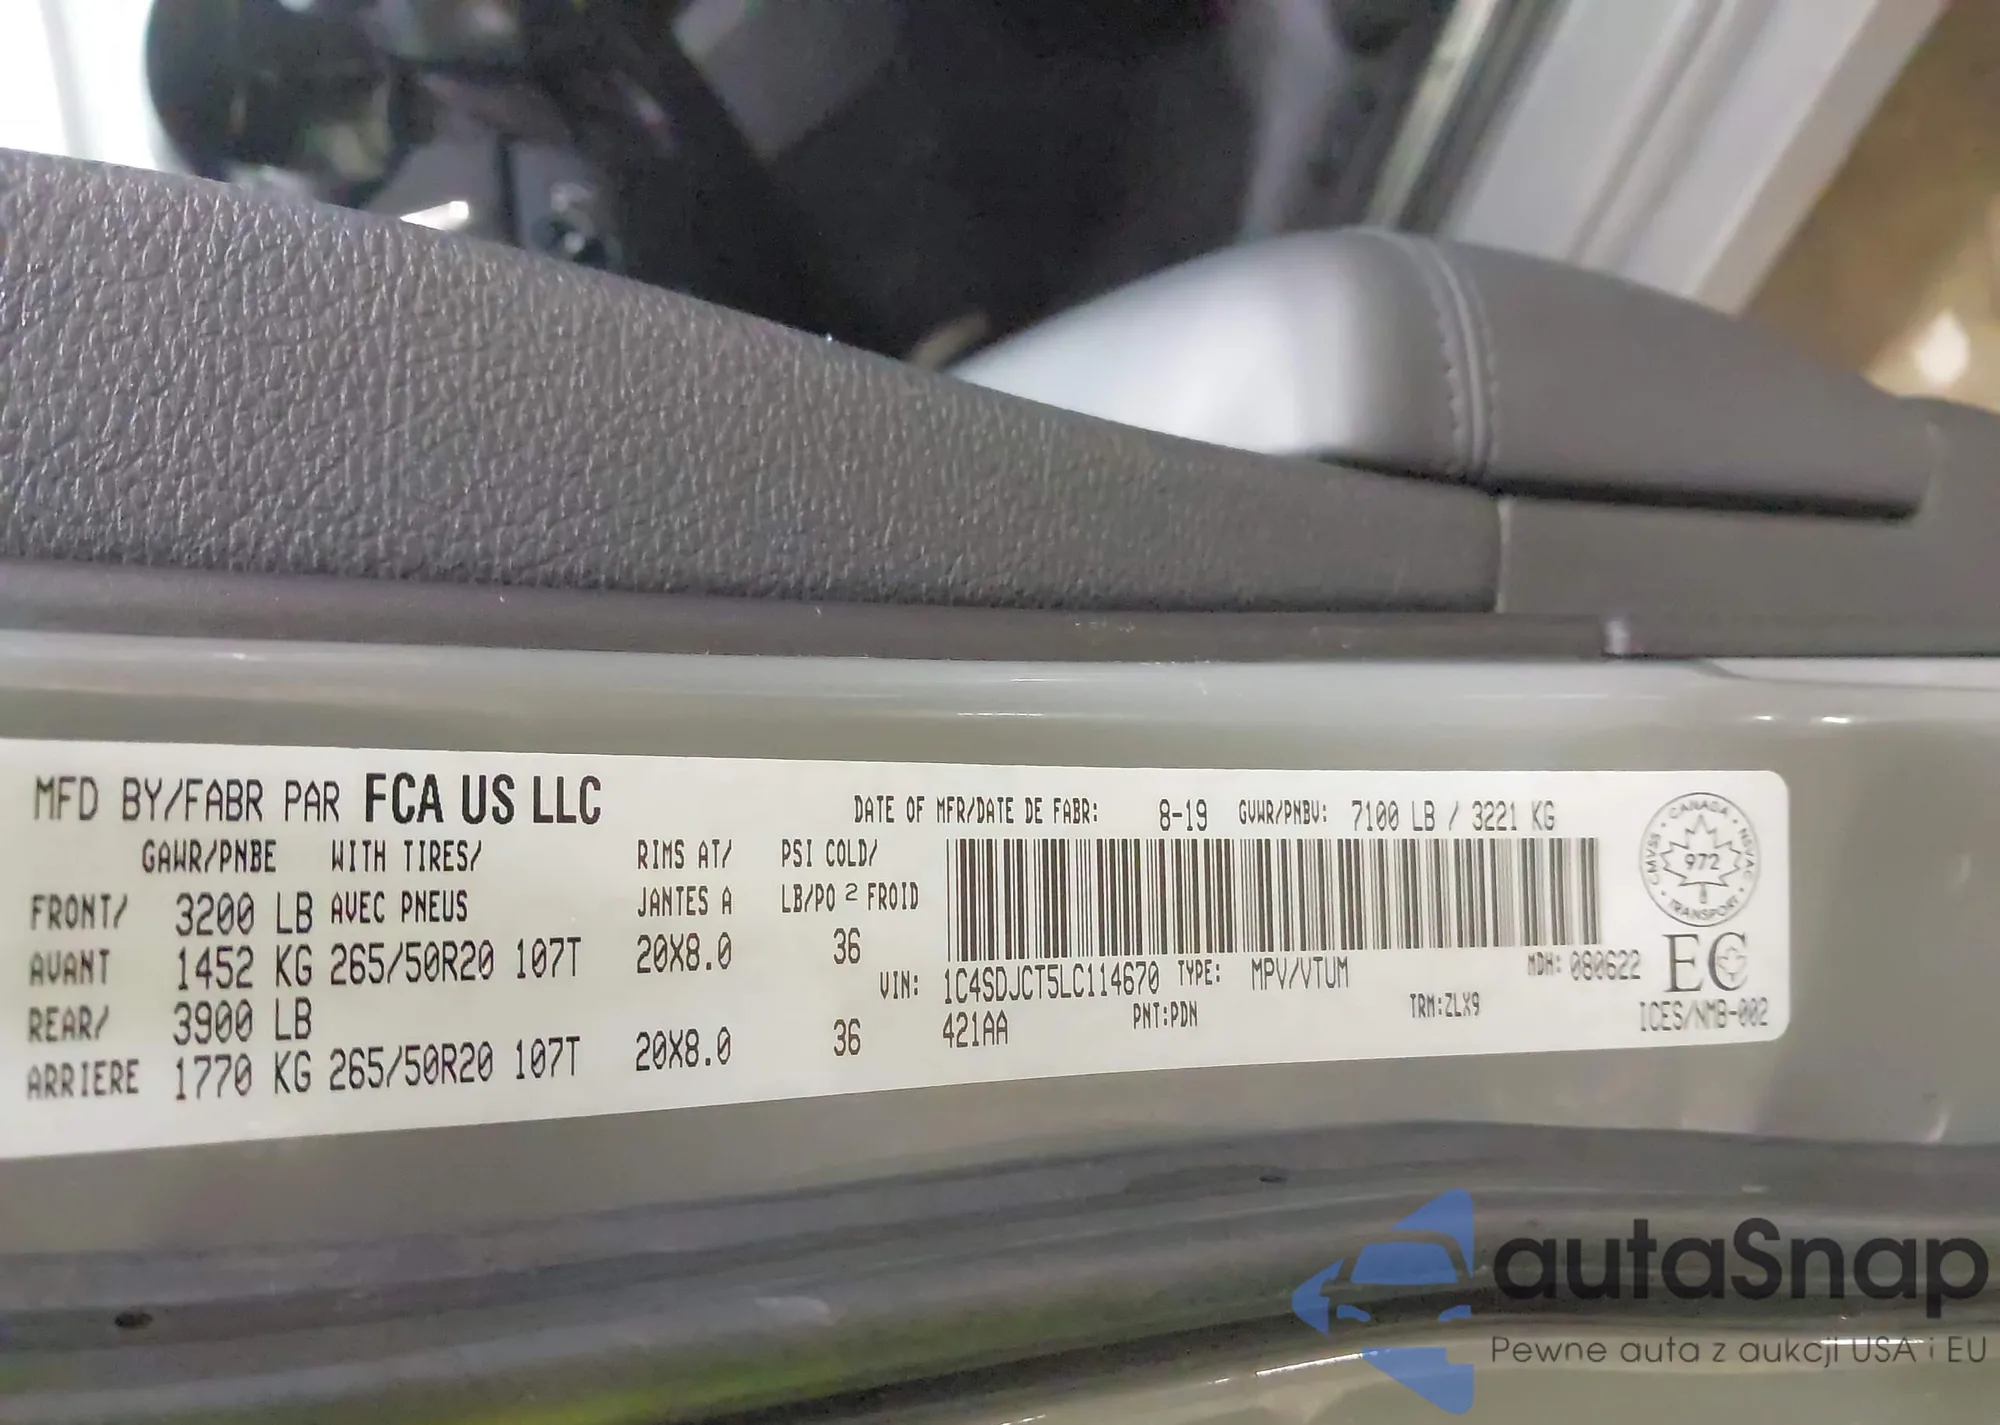 MFD BY/FABR PAR FCA US LLC
DATE OF MFR/DATE DE FABR: 8-19 GVWR/PNBV: 7100 LB / 3221 KG
GAWR/PNBE WITH TIRES/ RIMS AT/ PSI COLD/
FRONT/ 3200 LB AVEC PNEUS JANTES A LB/PO 2 FROID
AVANT 1452 KG 265/50R20 107T 20X8.0 36
REAR/ 3900 LB
ARRIERE 1770 KG 265/50R20 107T 20X8.0 36
VIN: 1C4SDJCT5LC114670 TYPE: MPV/VTUM MDH: 080622
421AA PNT:PDN TRM:ZLX9
CANADA
CMVSS NSVAC
972
8
TRANSPORT
EC
ICES/NMB-002
autaSnap
Pewne auta z aukcji USA i EU